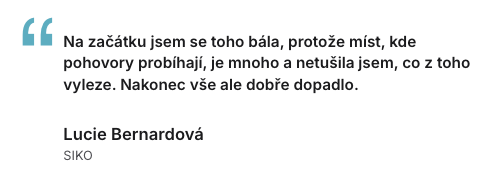 “
Na začátku jsem se toho bála, protože míst, kde
pohovory probíhají, je mnoho a netušila jsem, co z toho
vyleze. Nakonec vše ale dobře dopadlo.
Lucie Bernardová
SIKO